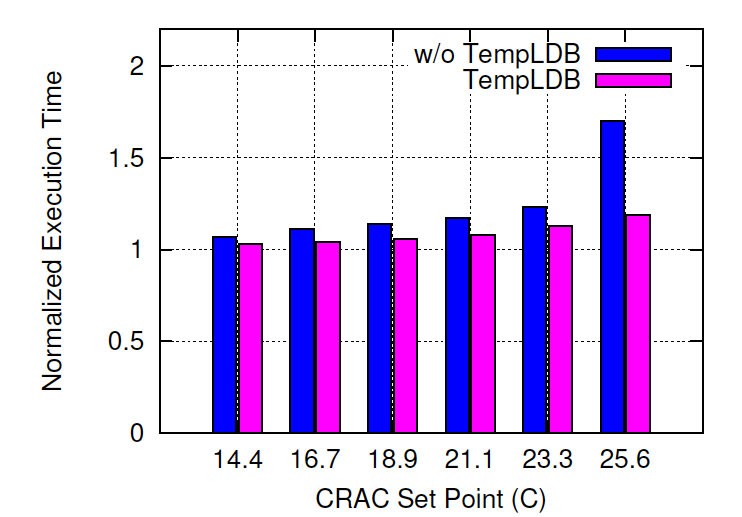 w/o TempLDB
TempLDB
2
1.5
1
0.5
0
Normalized Execution Time
14.4 16.7 18.9 21.1 23.3 25.6
CRAC Set Point (C)